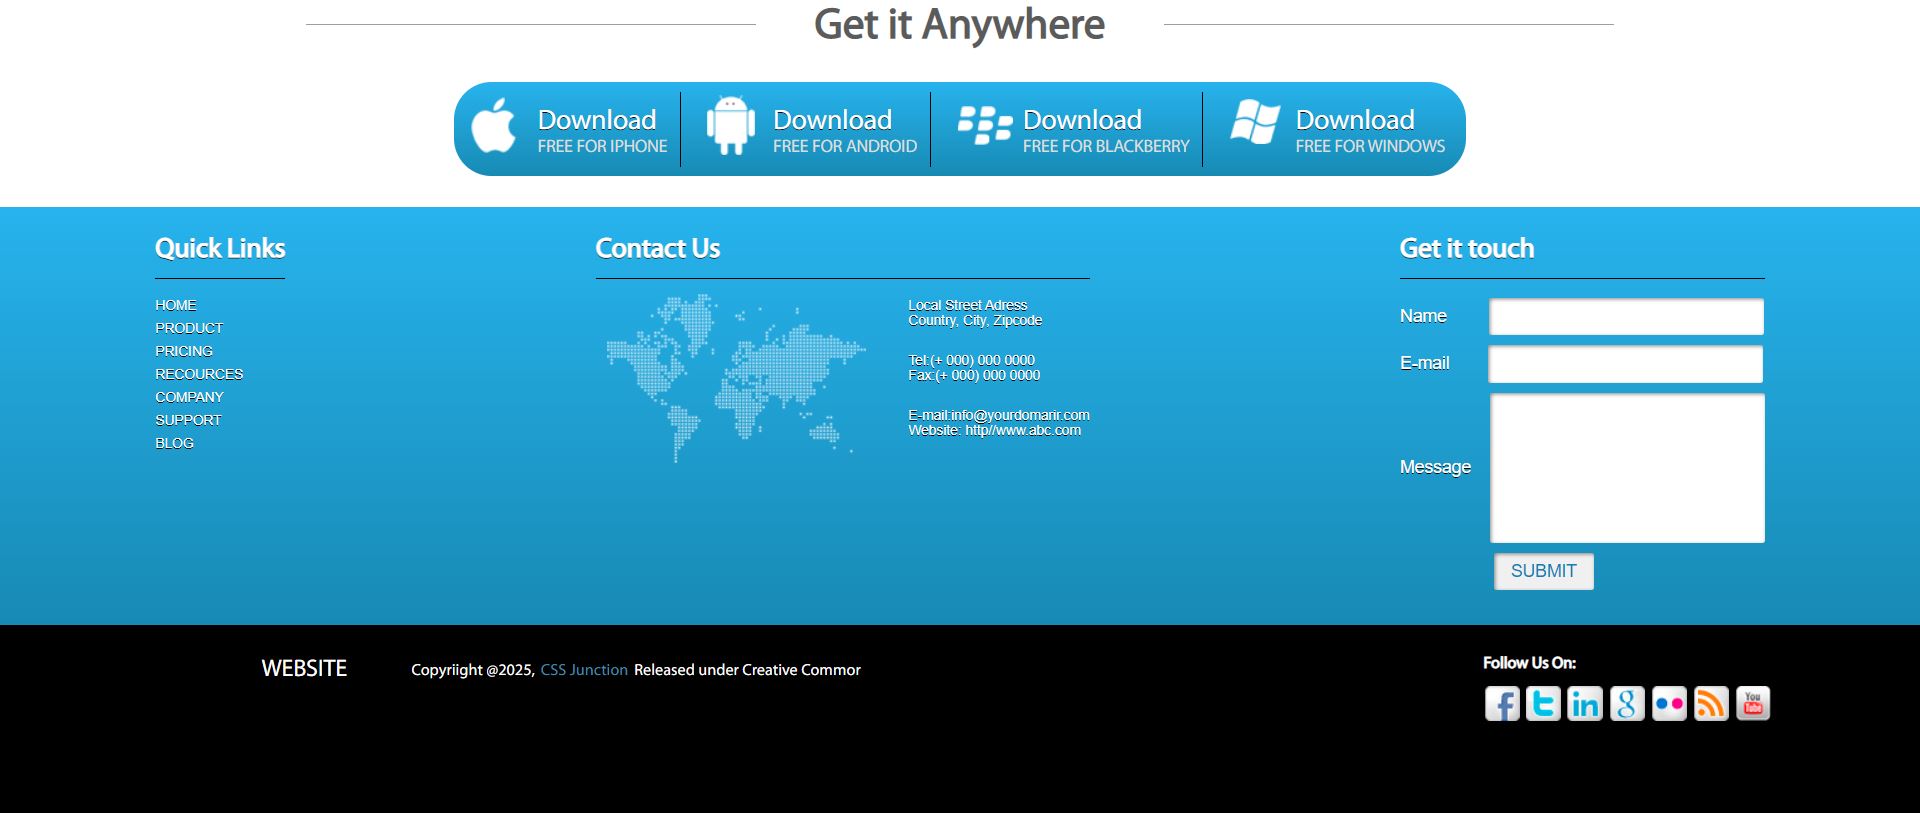 Get it Anywhere
Download
FREE FOR IPHONE
Download
FREE FOR ANDROID
Download
FREE FOR BLACKBERRY
Download
FREE FOR WINDOWS
Quick Links
HOME
PRODUCT
PRICING
RECOURCES
COMPANY
SUPPORT
BLOG
Contact Us
Local Street Adress
Country, City, Zipcode
Tel:(+ 000) 000 0000
Fax:(+ 000) 000 0000
E-mail:info@yourdomarir.com
Website: http//www.abc.com
Get it touch
Name
E-mail
Message
SUBMIT
WEBSITE
Copyriight @2025, CSS Junction Released under Creative Commor
Follow Us On:
f t in g
You
Tube